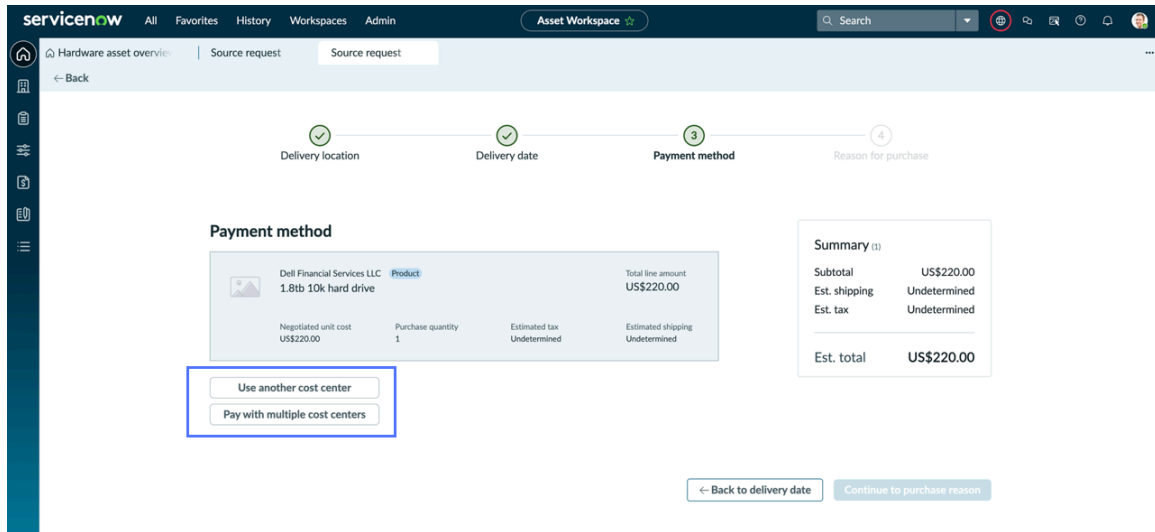 servicenow All Favorites History Workspaces Admin Asset Workspace Search
Hardware asset overvie Source request Source request
← Back
3 4
Delivery location Delivery date Payment method Reason for purchase
Payment method
Dell Financial Services LLC Product Total line amount
1.8tb 10k hard drive US$220.00
Negotiated unit cost Purchase quantity Estimated tax Estimated shipping
US$220.00 1 Undetermined Undetermined
Summary (1)
Subtotal US$220.00
Est. shipping Undetermined
Est. tax Undetermined
Est. total US$220.00
Use another cost center
Pay with multiple cost centers
← Back to delivery date Continue to purchase reason